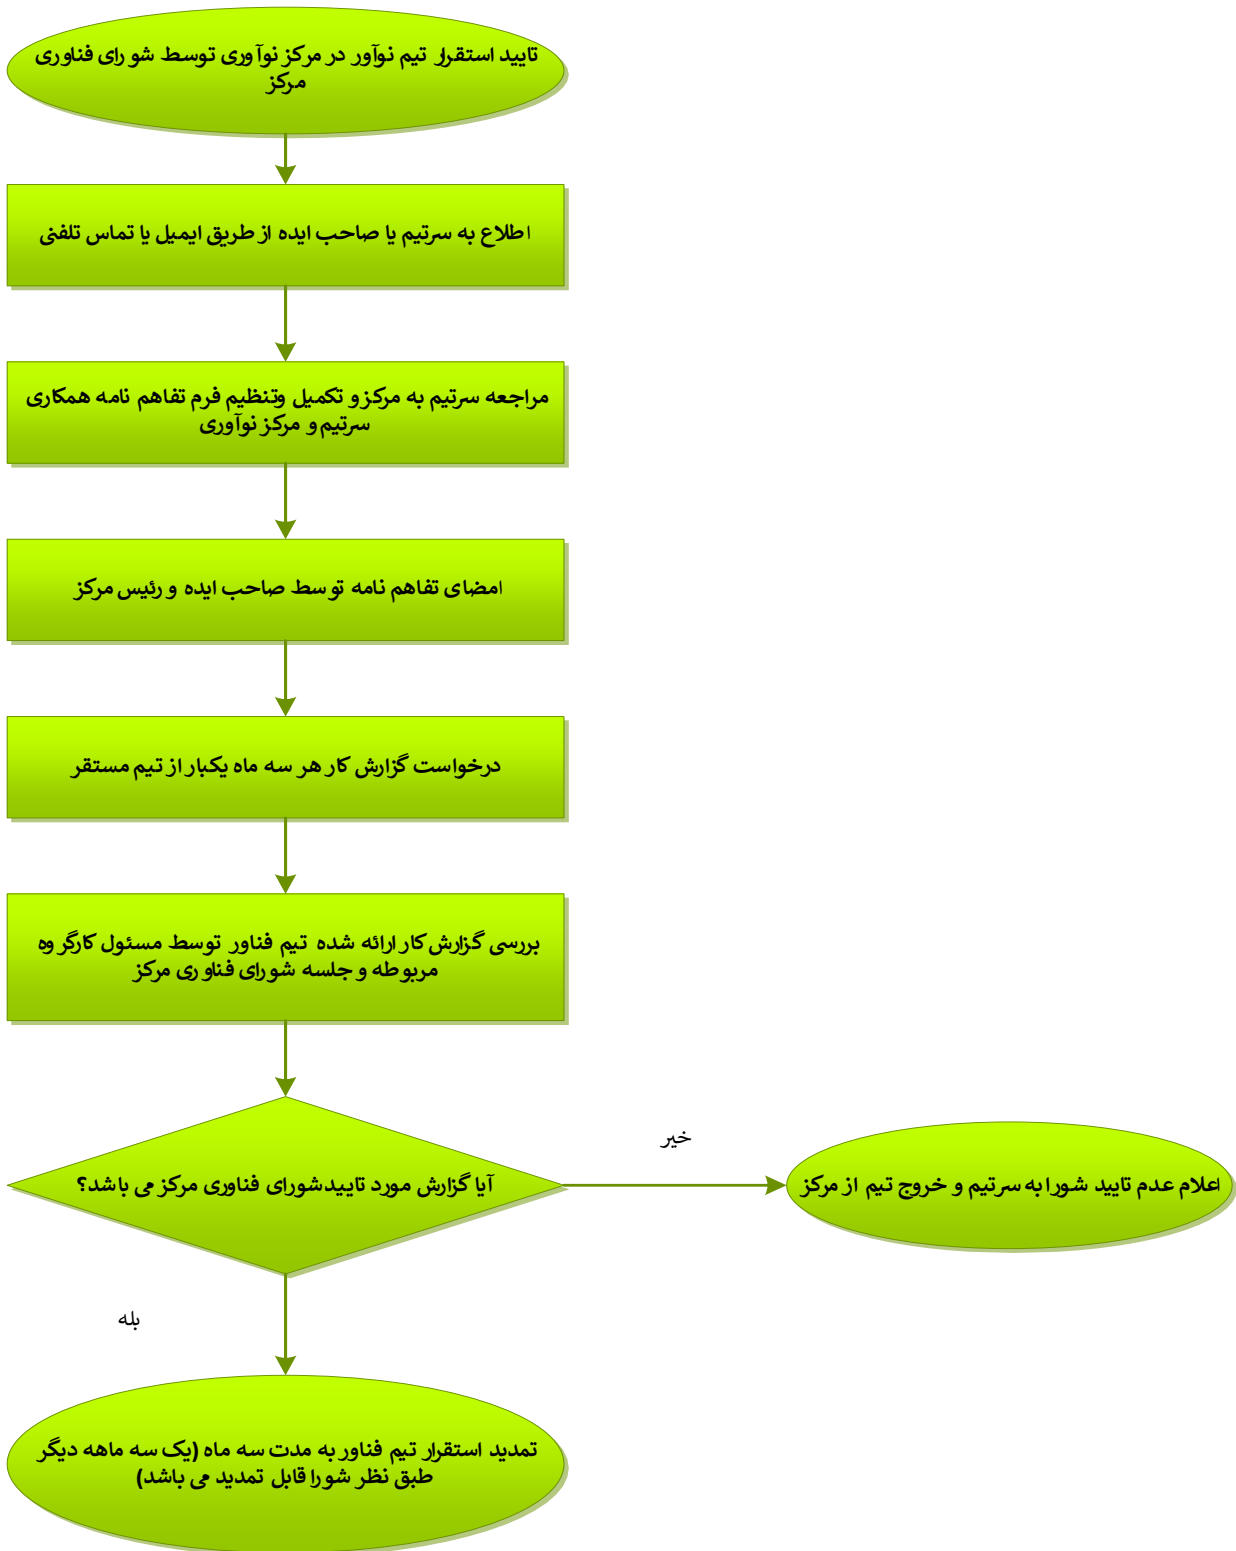 تایید استقرار تیم نوآور در مرکز نوآوری توسط شورای فناوری
مرکز
اطلاع به سرتیم یا صاحب ایده از طریق ایمیل یا تماس تلفنی
مراجعه سرتیم به مرکز و تکمیل وتنظیم فرم تفاهم نامه همکاری
سرتیم و مرکز نوآوری
امضای تفاهم نامه توسط صاحب ایده و رئیس مرکز
درخواست گزارش کار هر سه ماه یکبار از تیم مستقر
بررسی گزارش کار ارائه شده تیم فناور توسط مسئول کارگروه
مربوطه و جلسه شورای فناوری مرکز
آیا گزارش مورد تاییدشورای فناوری مرکز می باشد؟
خیر
اعلام عدم تایید شورا به سرتیم و خروج تیم از مرکز
بله
تمدید استقرار تیم فناور به مدت سه ماه (یک سه ماهه دیگر
طبق نظر شورا قابل تمدید می باشد)